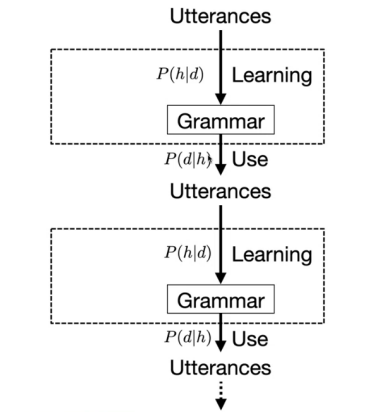 Utterances
P(h|d) Learning
Grammar
P(d|h) Use
Utterances
P(h|d) Learning
Grammar
P(d|h) Use
Utterances